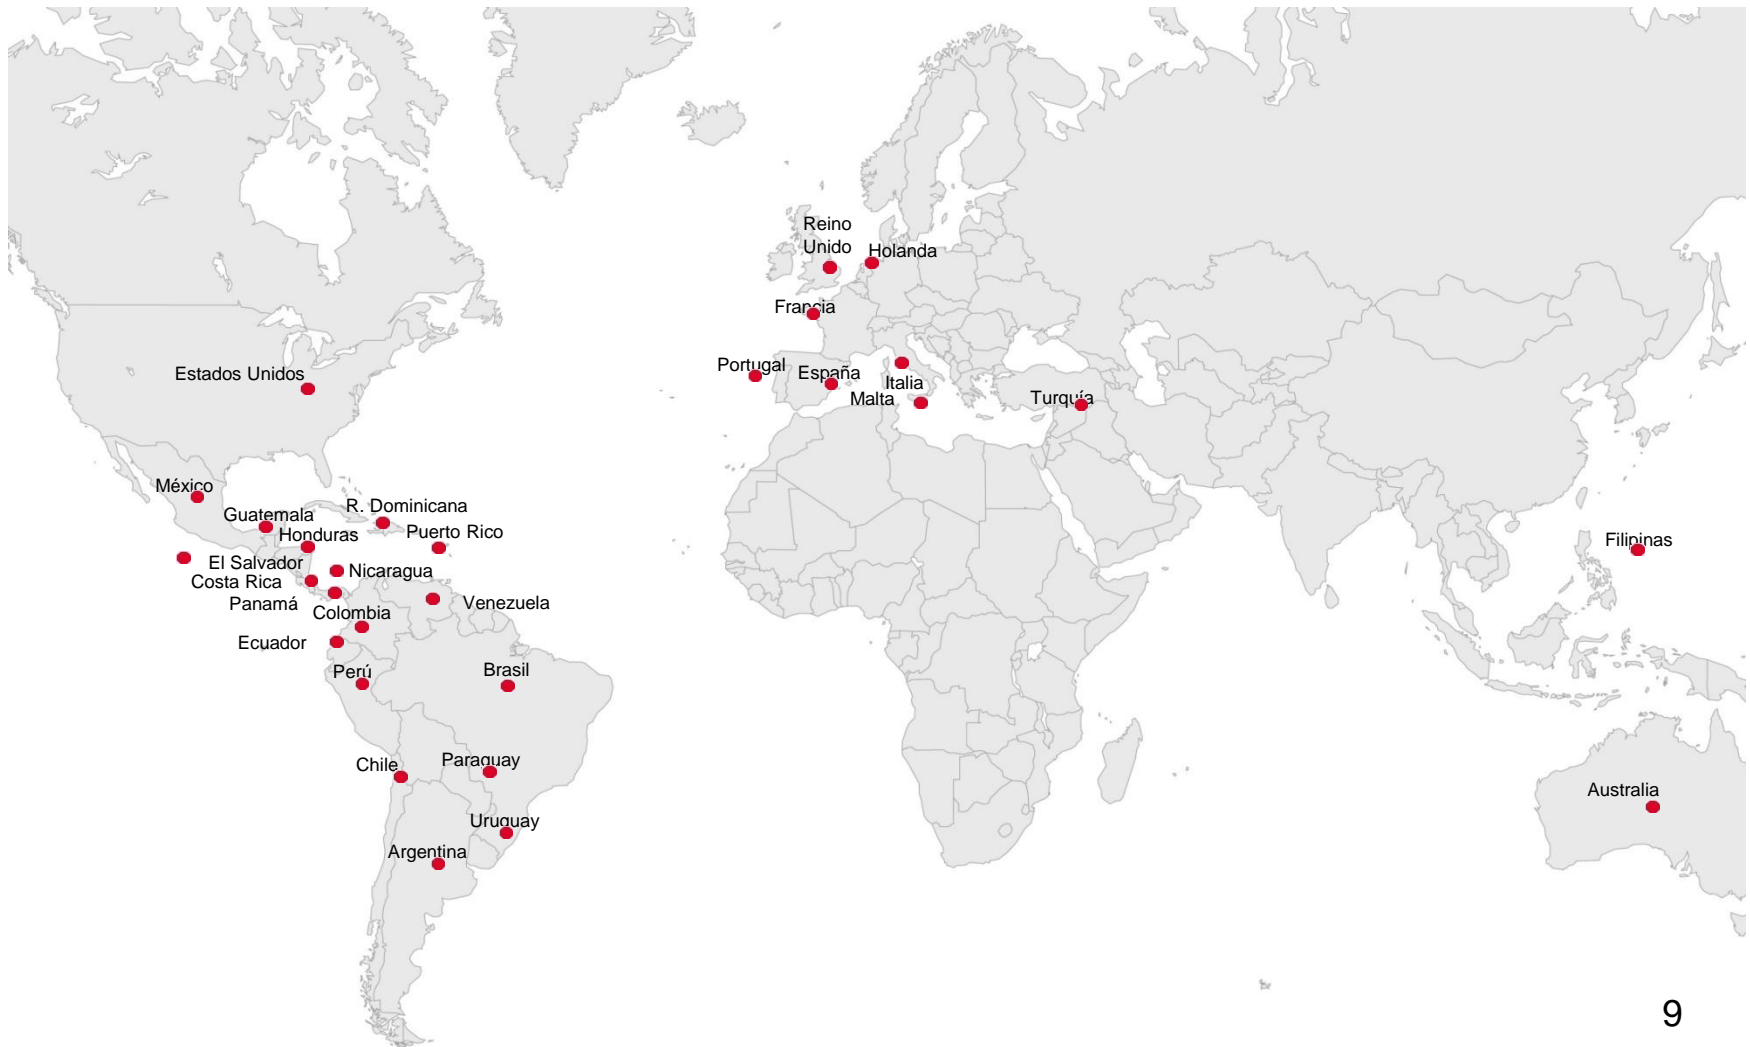 Reino
Unido
Holanda
Francia
Portugal
España
Italia
Malta
Turquía
Estados Unidos
México
R. Dominicana
Guatemala
Puerto Rico
Honduras
El Salvador
Nicaragua
Costa Rica
Panamá
Venezuela
Colombia
Ecuador
Perú
Brasil
Chile
Paraguay
Uruguay
Argentina
Filipinas
Australia
9